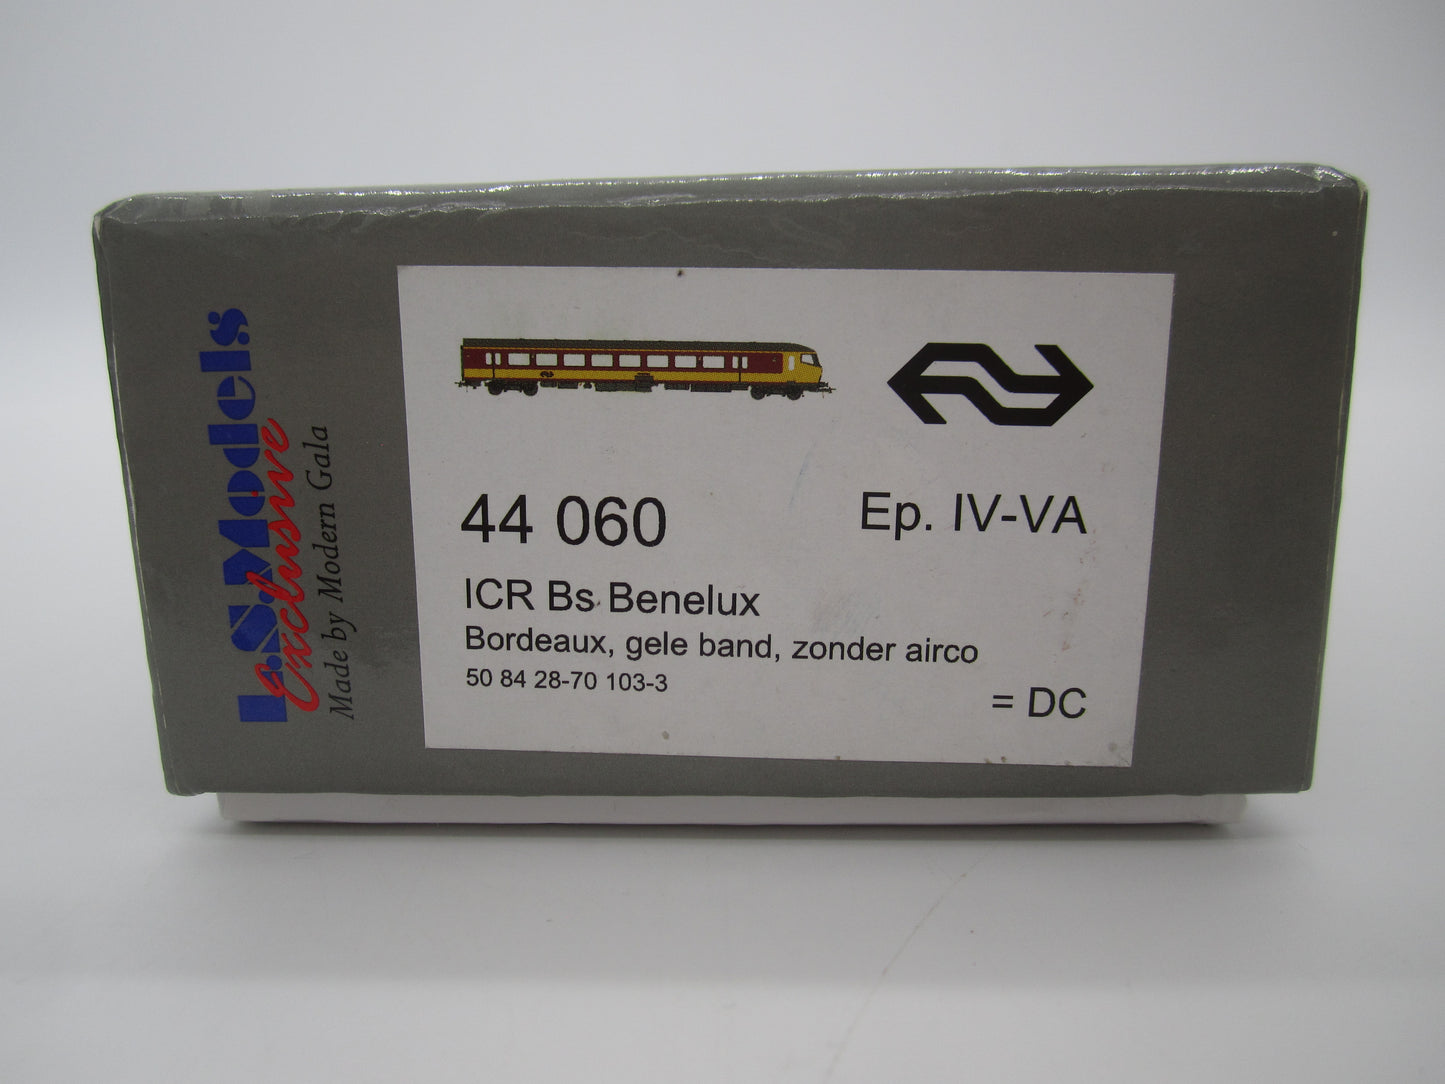 L.S.Models
Exclusive
Made by Modern Gala
44 060
Ep. IV-VA
ICR Bs Benelux
Bordeaux, gele band, zonder airco
50 84 28-70 103-3
= DC